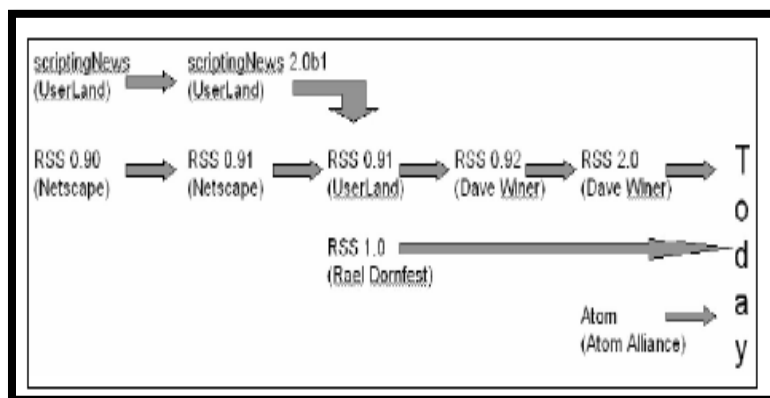 scriptingNews
(UserLand)
scriptingNews 2.0b1
(UserLand)
RSS 0.90
(Netscape)
RSS 0.91
(Netscape)
RSS 0.91
(UserLand)
RSS 0.92
(Dave Winer)
RSS 2.0
(Dave Winer)
RSS 1.0
(Rael Dornfest)
Atom
(Atom Alliance)
Today